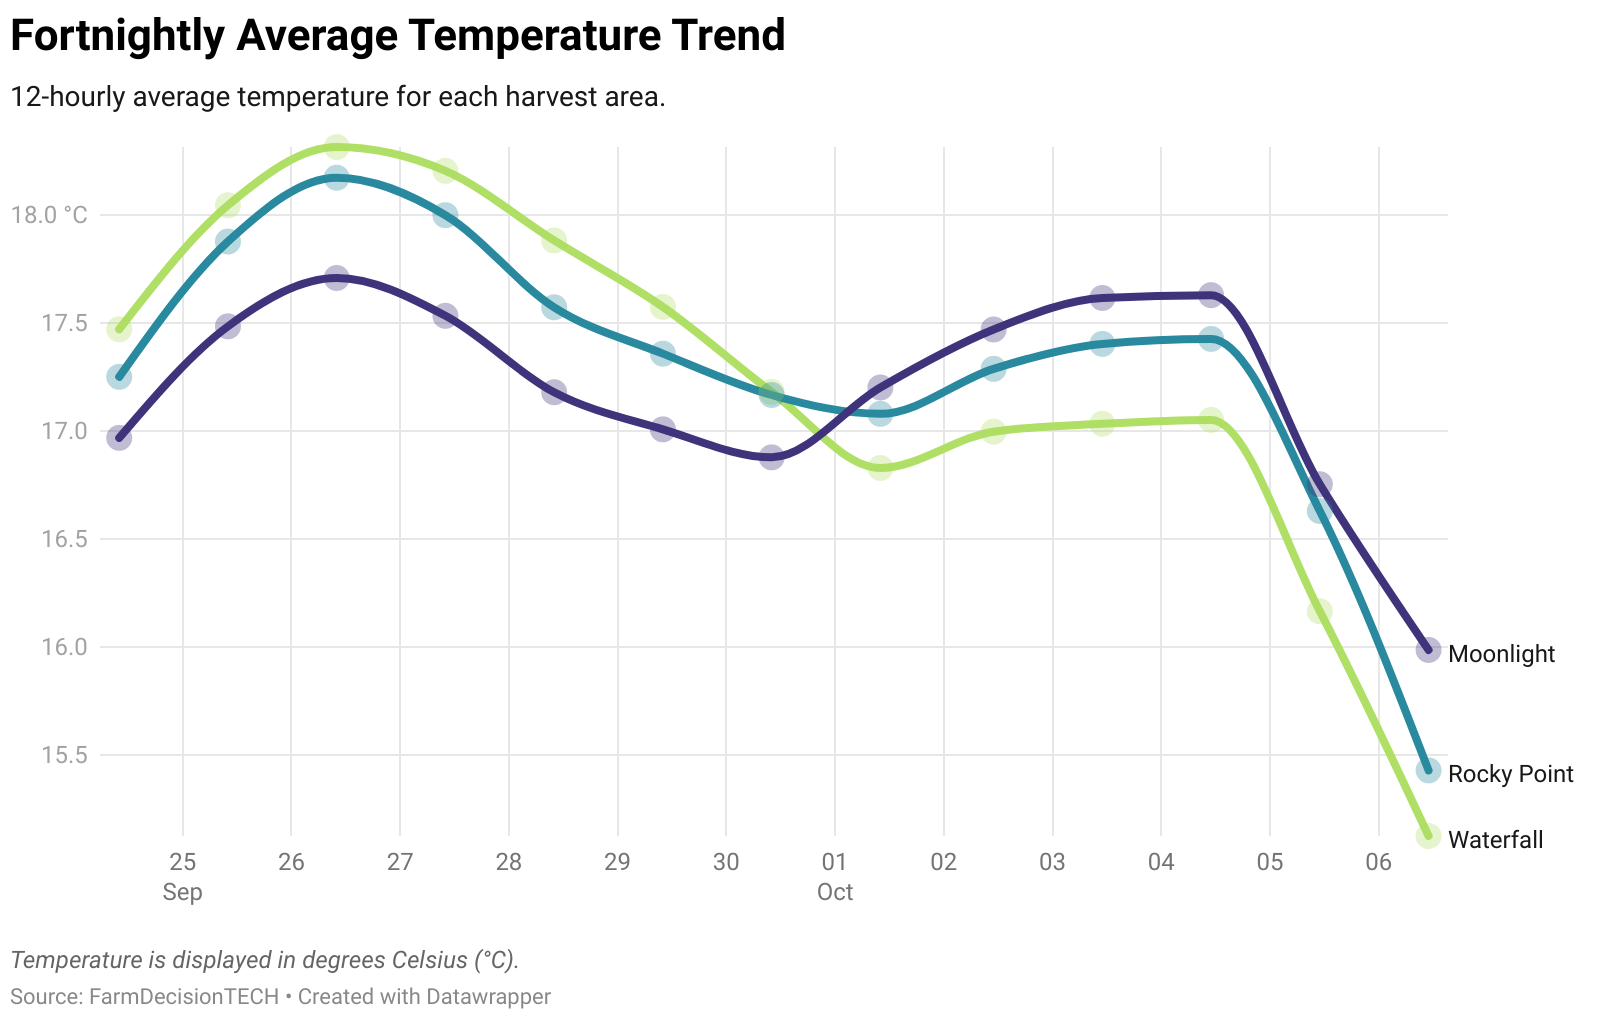 Fortnightly Average Temperature Trend
12-hourly average temperature for each harvest area.
18.0 °C
17.5
17.0
16.5
16.0
15.5
Moonlight
Rocky Point
Waterfall
25 26 27 28 29 30 01 02 03 04 05 06
Sep Oct
Temperature is displayed in degrees Celsius (°C).
Source: FarmDecisionTECH • Created with Datawrapper